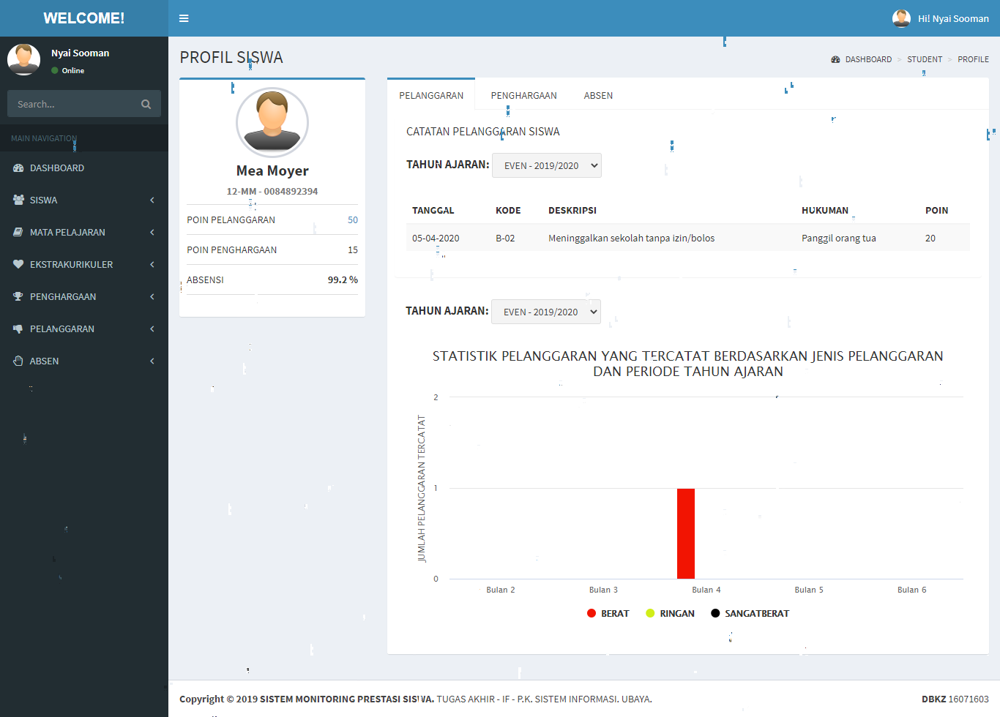 WELCOME!
Hi! Nyai Sooman
Nyai Sooman
Online
Search...
MAIN NAVIGATION
DASHBOARD
SISWA
MATA PELAJARAN
EKSTRAKURIKULER
PENGHARGAAN
PELANGGARAN
ABSEN
PROFIL SISWA
DASHBOARD > STUDENT > PROFILE
Mea Moyer
12-MM - 0084892394
POIN PELANGGARAN 50
POIN PENGHARGAAN 15
ABSENSI 99.2 %
PELANGGARAN PENGHARGAAN ABSEN
CATATAN PELANGGARAN SISWA
TAHUN AJARAN: EVEN - 2019/2020
TANGGAL KODE DESKRIPSI HUKUMAN POIN
05-04-2020 B-02 Meninggalkan sekolah tanpa izin/bolos Panggil orang tua 20
TAHUN AJARAN: EVEN - 2019/2020
STATISTIK PELANGGARAN YANG TERCATAT BERDASARKAN JENIS PELANGGARAN
DAN PERIODE TAHUN AJARAN
JUMLAH PELANGGARAN TERCATAT
2
1
0
Bulan 2 Bulan 3 Bulan 4 Bulan 5 Bulan 6
BERAT RINGAN SANGATBERAT
Copyright © 2019 SISTEM MONITORING PRESTASI SISWA. TUGAS AKHIR - IF - P.K. SISTEM INFORMASI. UBAYA.
DBKZ 16071603